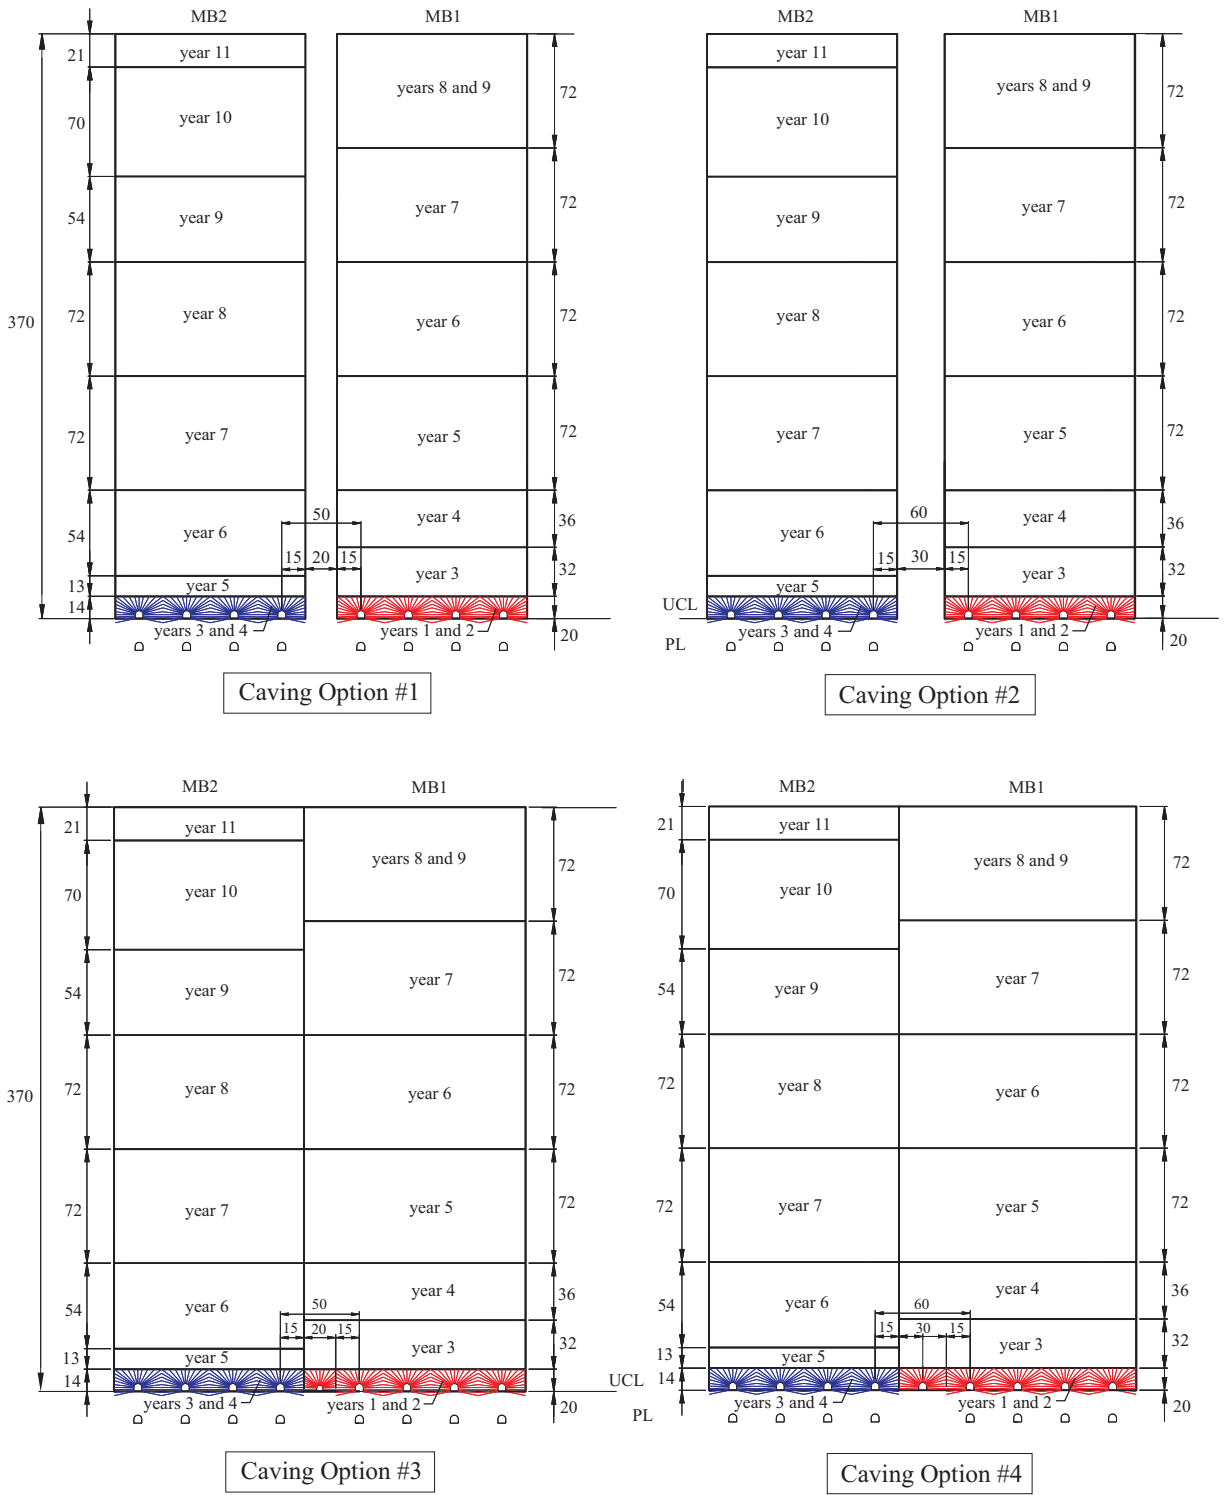 MB2 MB1
21 year 11
years 8 and 9 72
70 year 10
54 year 9
year 7 72
370
72 year 8
year 6 72
72 year 7
year 5 72
50
54 year 6
year 4 36
15 20 15
13 year 5
year 3 32
14
years 3 and 4 years 1 and 2 20
D D D D D D D D
Caving Option #1
MB2 MB1
year 11
years 8 and 9 72
year 10
year 9
year 7 72
year 8
year 6 72
year 7
year 5 72
60
year 6
year 4 36
15 30 15
year 5
year 3 32
UCL
years 3 and 4 years 1 and 2 20
PL D D D D D D D D
Caving Option #2
MB2 MB1
21 year 11
years 8 and 9 72
70 year 10
54 year 9
year 7 72
370
72 year 8
year 6 72
72 year 7
year 5 72
50
54 year 6
year 4 36
15 20 15
13 year 5
year 3 32
14 UCL
years 3 and 4 years 1 and 2 20
D D D D D D D D PL
Caving Option #3
MB2 MB1
21 year 11
years 8 and 9 72
70 year 10
54 year 9
year 7 72
72 year 8
year 6 72
72 year 7
year 5 72
60
54 year 6
year 4 36
15 30 15
13 year 5
year 3 32
14
years 3 and 4 years 1 and 2 20
D D D D D D D D
Caving Option #4